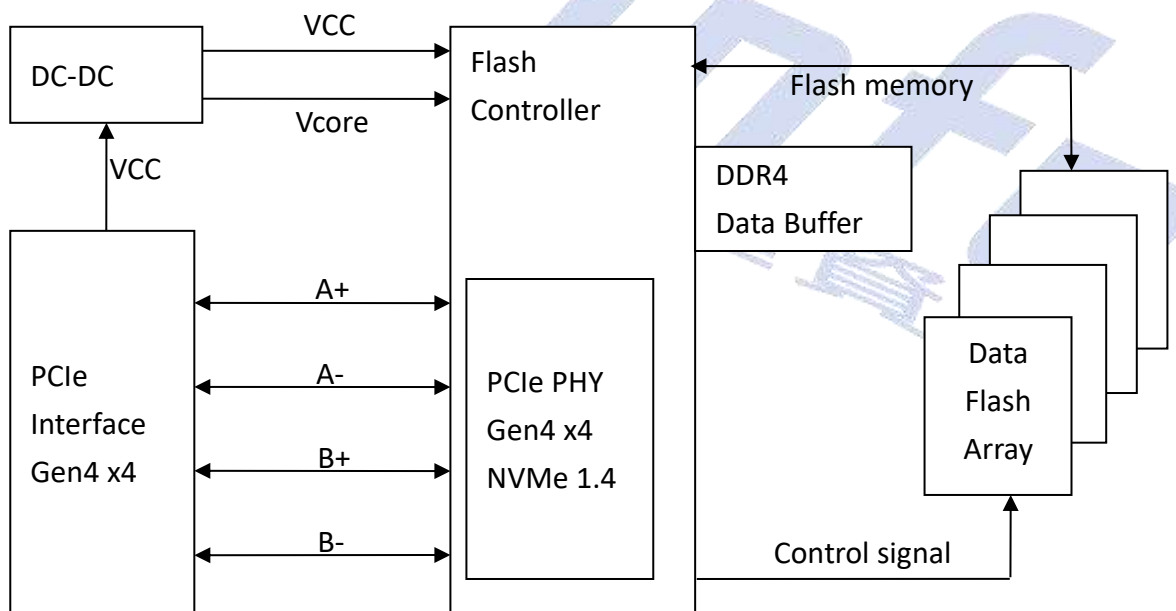 VCC
DC-DC
Vcore
VCC
Flash
Controller
Flash memory
DDR4
Data Buffer
PCIe
Interface
Gen4 x4
A+
A-
B+
B-
PCIe PHY
Gen4 x4
NVMe 1.4
Data
Flash
Array
Control signal